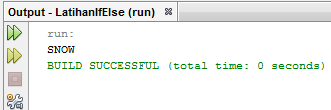 Output - LatihanIfElse (run)
run:
SNOW
BUILD SUCCESSFUL (total time: 0 seconds)